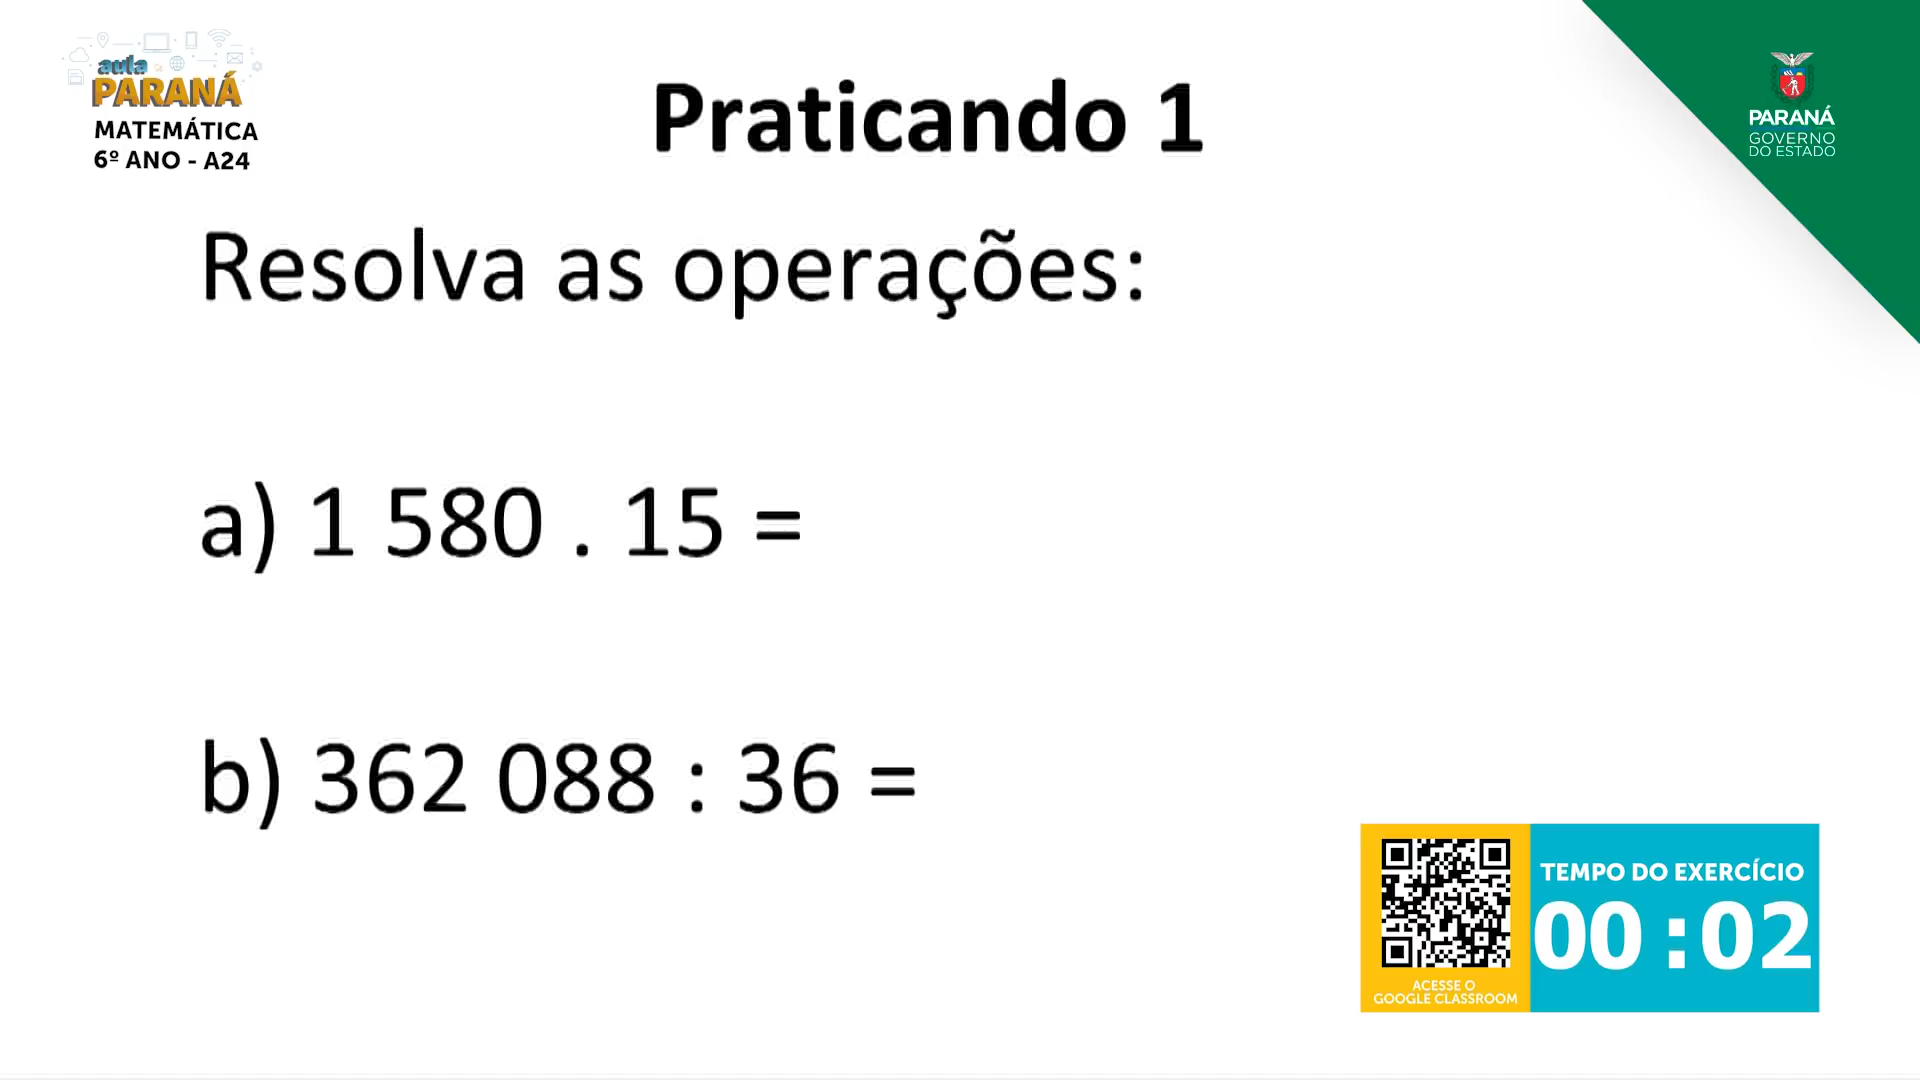 aula
PARANÁ
MATEMÁTICA
6º ANO - A24
Praticando 1
PARANÁ
GOVERNO
DO ESTADO
Resolva as operações:
a) 1 580 . 15 =
b) 362 088 : 36 =
TEMPO DO EXERCÍCIO
00:02
ACESSE O
GOOGLE CLASSROOM